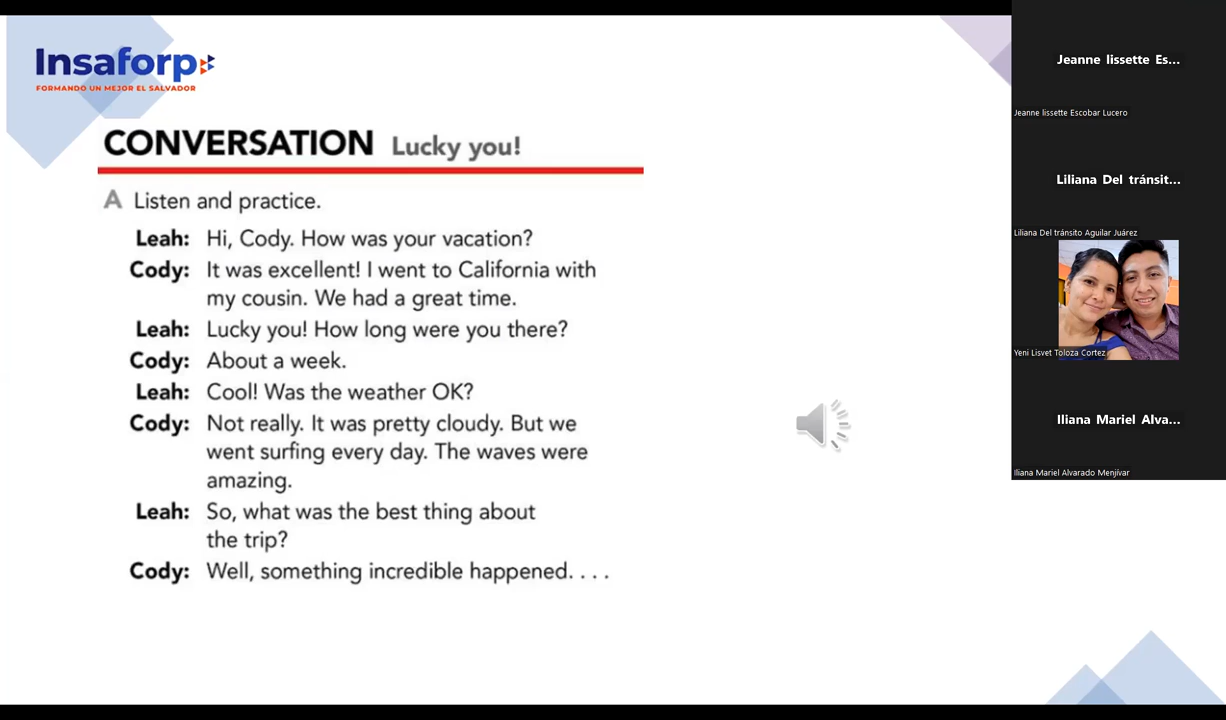 Insaforp
FORMANDO UN MEJOR EL SALVADOR
CONVERSATION Lucky you!
A Listen and practice.
Leah: Hi, Cody. How was your vacation?
Cody: It was excellent! I went to California with
my cousin. We had a great time.
Leah: Lucky you! How long were you there?
Cody: About a week.
Leah: Cool! Was the weather OK?
Cody: Not really. It was pretty cloudy. But we
went surfing every day. The waves were
amazing.
Leah: So, what was the best thing about
the trip?
Cody: Well, something incredible happened. . . .
Jeanne lissette Es...
Jeanne lissette Escobar Lucero
Liliana Del tránsit...
Liliana Del tránsito Aguilar Juárez
Yeni Lisvet Toloza Cortez
Iliana Mariel Alva...
Iliana Mariel Alvarado Menjívar